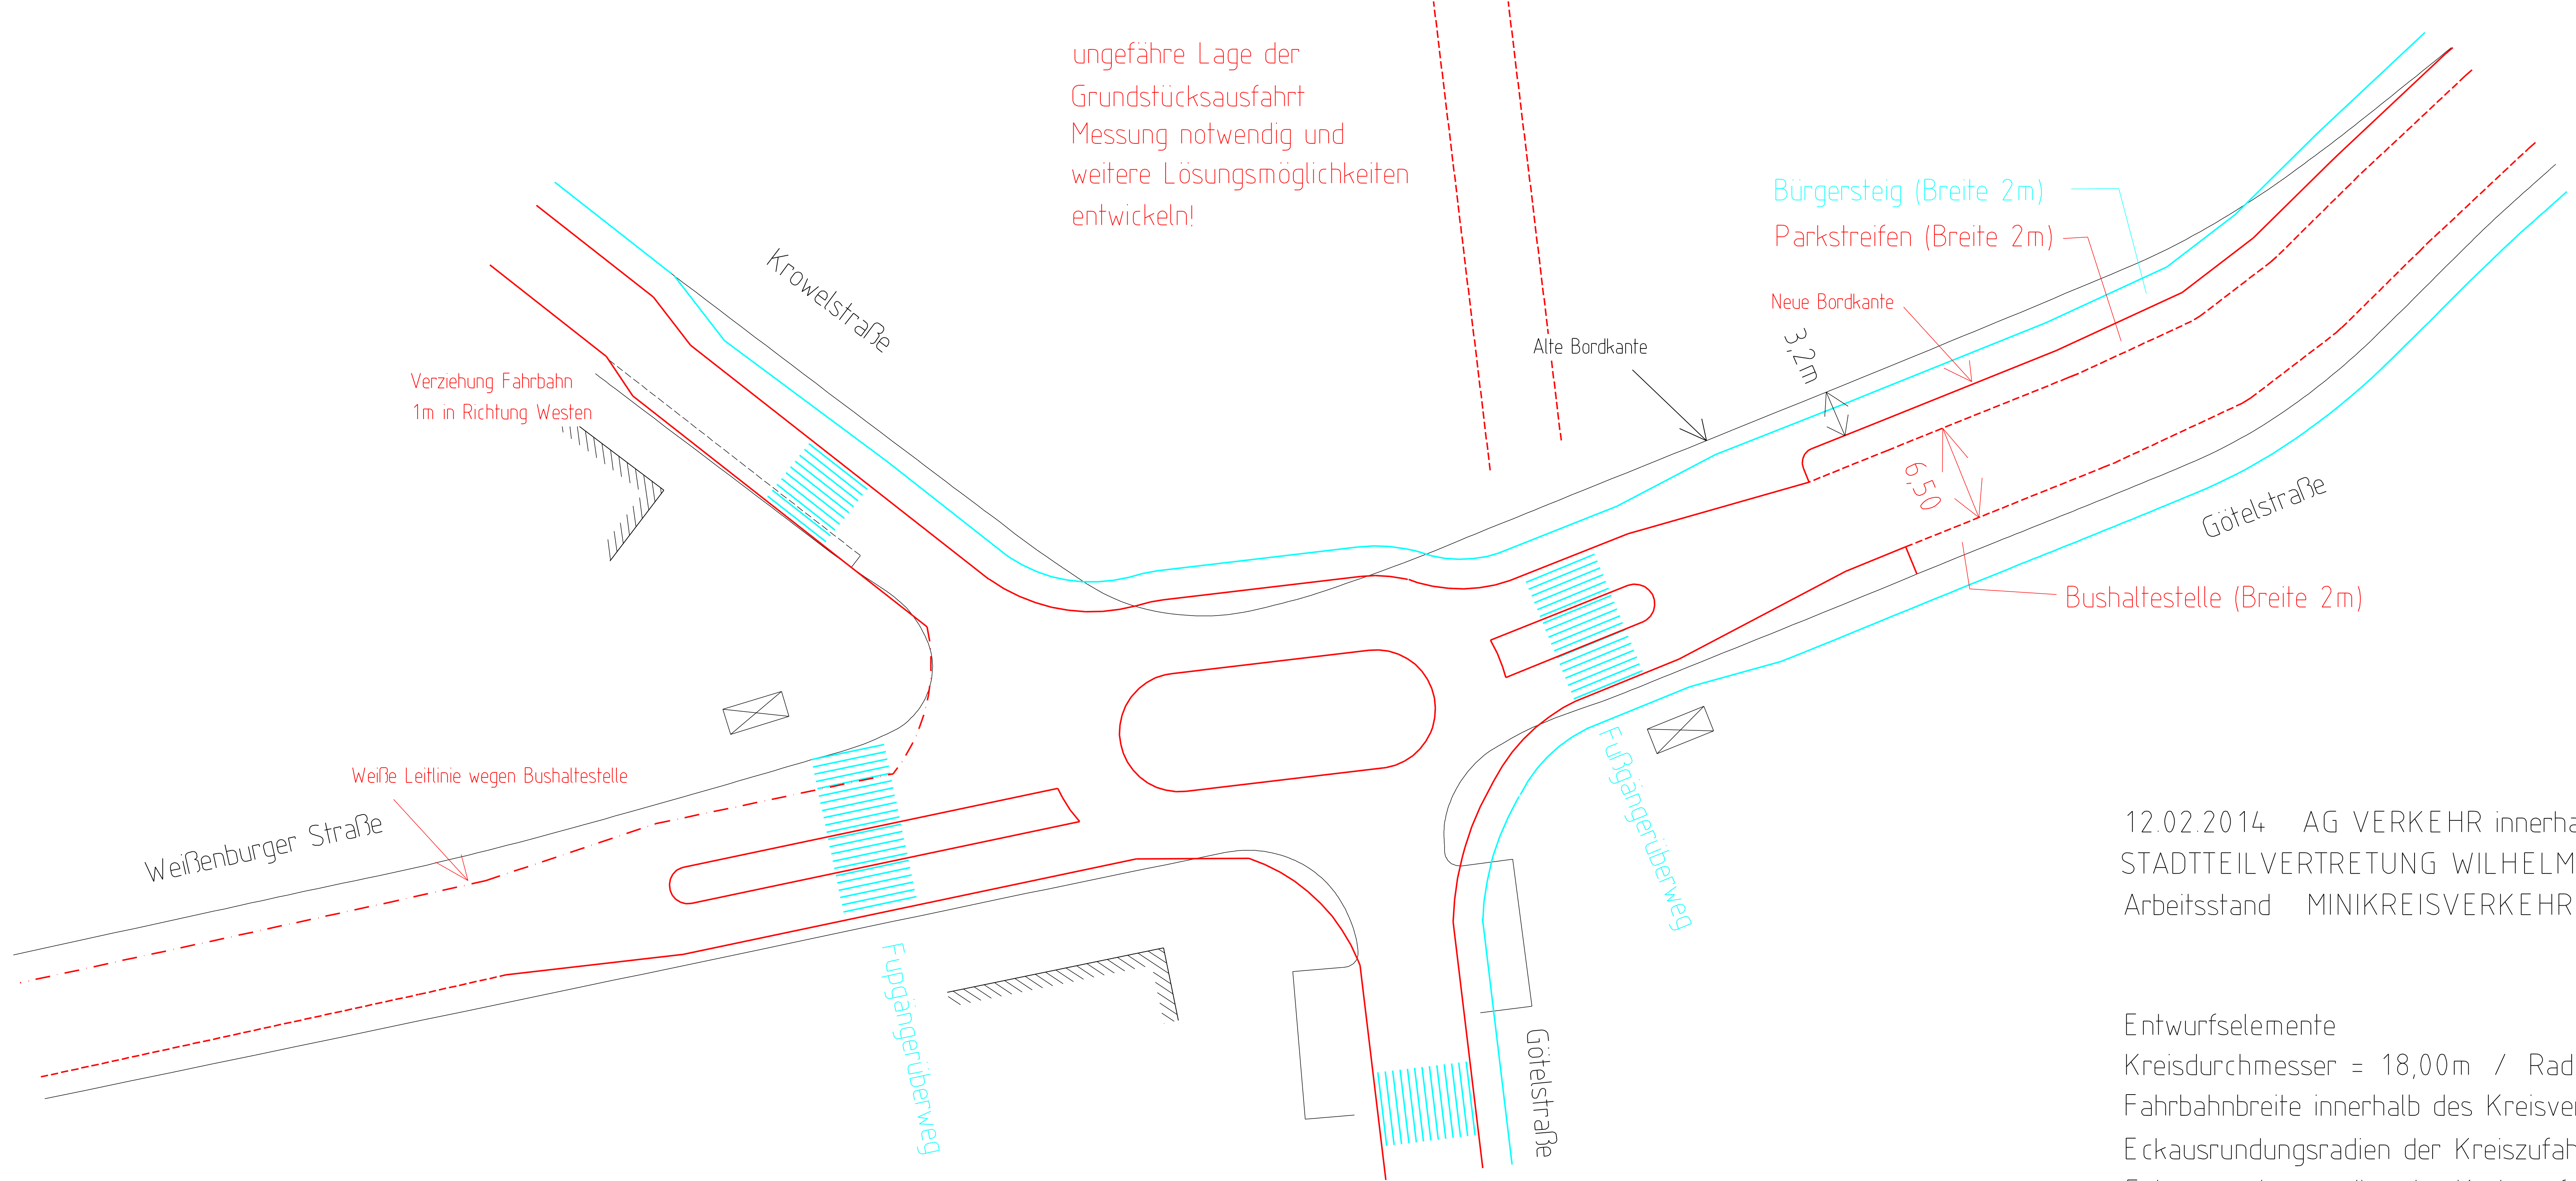 ungefähre Lage der
Grundstücksausfahrt
Messung notwendig und
weitere Lösungsmöglichkeiten
entwickeln!
Krowelstraße
Bürgersteig (Breite 2m)
Parkstreifen (Breite 2m)
Neue Bordkante
Alte Bordkante
3,2m
Verziehung Fahrbahn
1m in Richtung Westen
6,50
Götelstraße
Bushaltestelle (Breite 2m)
Weiße Leitlinie wegen Bushaltestelle
Weißenburger Straße
Fußgängerüberweg
Fupgängerüberweg
Götelstraße
12.02.2014 AG VERKEHR innerha
STADTTEILVERTRETUNG WILHELM
Arbeitsstand MINIKREISVERKEHR
Entwurfselemente
Kreisdurchmesser = 18,00m / Rad
Fahrbahnbreite innerhalb des Kreisver
Eckausrundungsradien der Kreiszufah